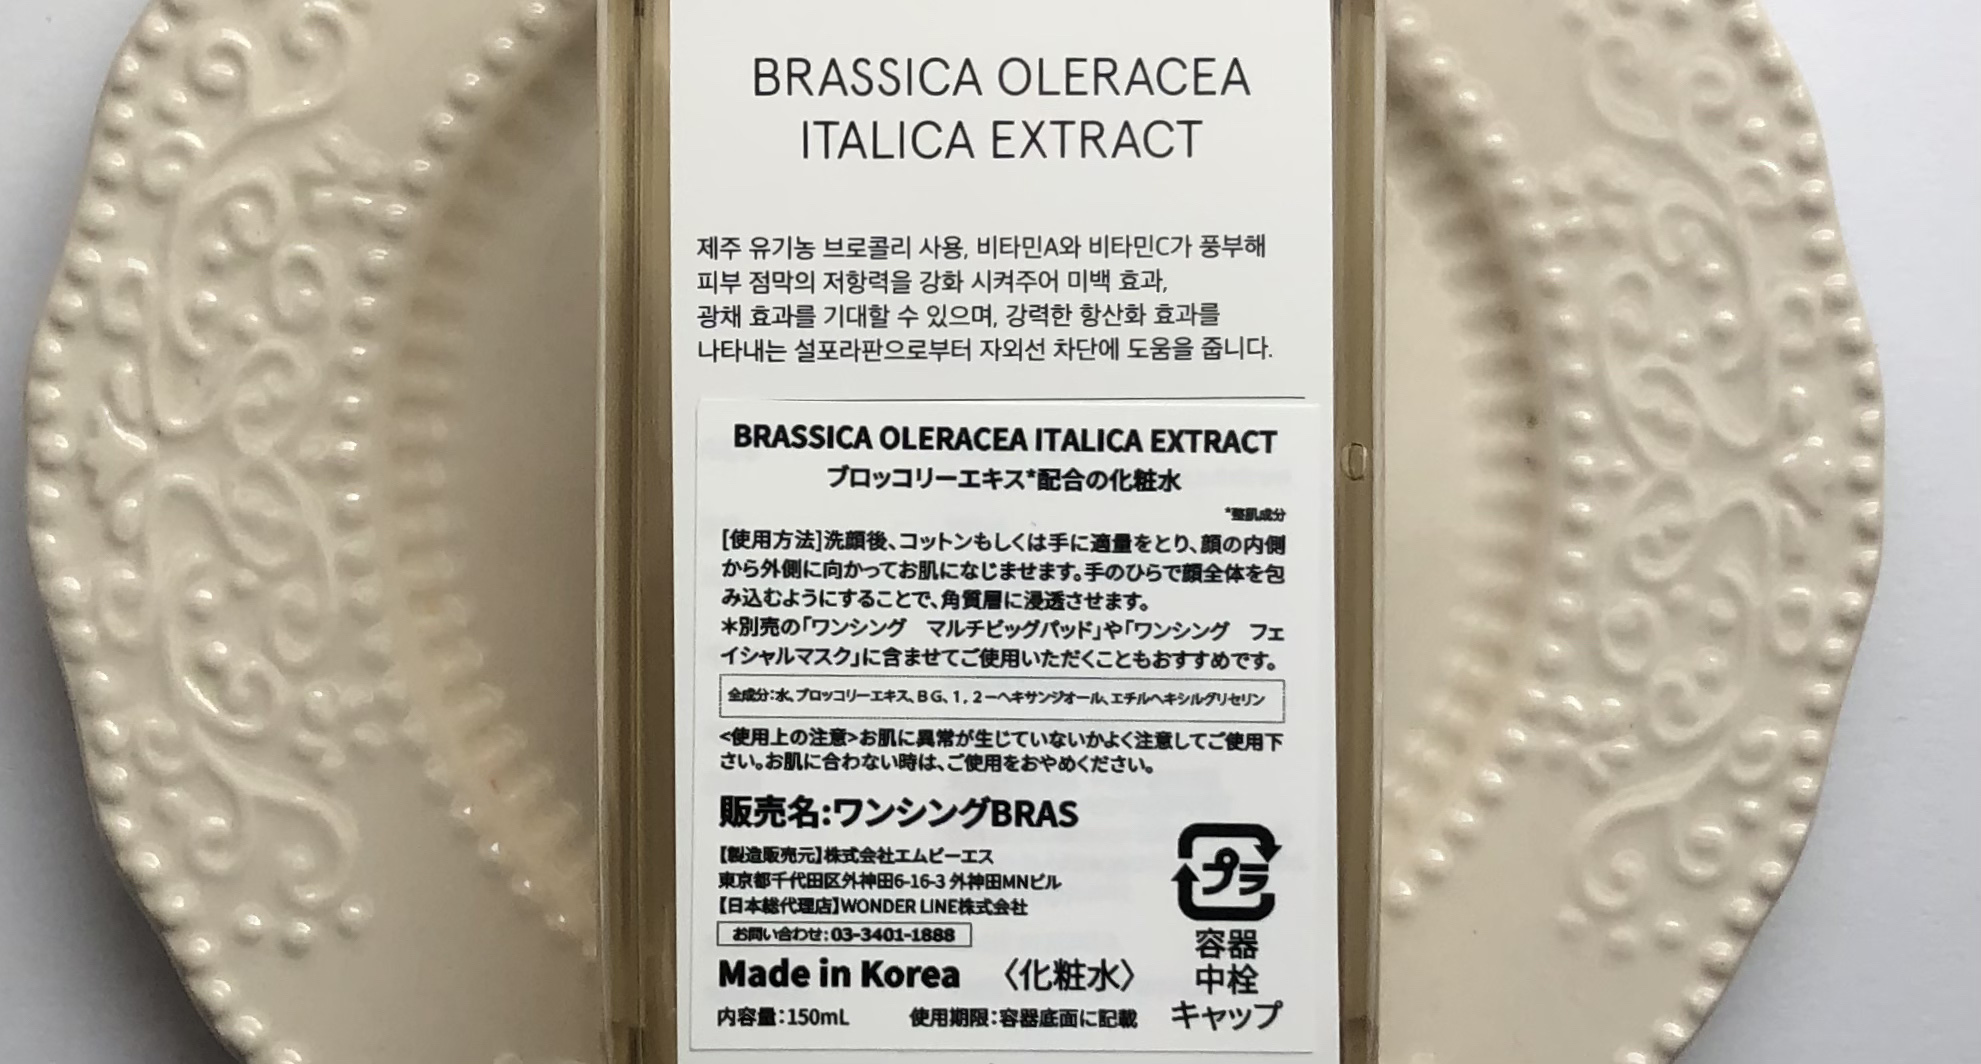 BRASSICA OLERACEA
ITALICA EXTRACT
제주 유기농 브로콜리 사용, 비타민A와 비타민C가 풍부해
피부 점막의 저항력을 강화 시켜주어 미백 효과,
광채 효과를 기대할 수 있으며, 강력한 항산화 효과를
나타내는 설포라판으로부터 자외선 차단에 도움을 줍니다.
BRASSICA OLERACEA ITALICA EXTRACT
ブロッコリーエキス*配合の化粧水
*整肌成分
[使用方法]洗顔後、コットンもしくは手に適量をとり、顔の内側
から外側に向かってお肌になじませます。手のひらで顔全体を包
み込むようにすることで、角質層に浸透させます。
＊別売の「ワンシング　マルチビッグパッド」や「ワンシング　フェ
イシャルマスク」に含ませてご使用いただくこともおすすめです。
全成分：水、ブロッコリーエキス、ＢＧ、１，２－ヘキサンジオール、エチルヘキシルグリセリン
<使用上の注意>お肌に異常が生じていないかよく注意してご使用下
さい。お肌に合わない時は、ご使用をおやめください。
販売名:ワンシングBRAS
【製造販売元】株式会社エムビーエス
東京都千代田区外神田6-16-3 外神田MNビル
【日本総代理店】WONDER LINE株式会社
お問い合わせ：03-3401-1888
Made in Korea 〈化粧水〉
内容量：150mL 使用期限：容器底面に記載
プラ
容器
中栓
キャップ